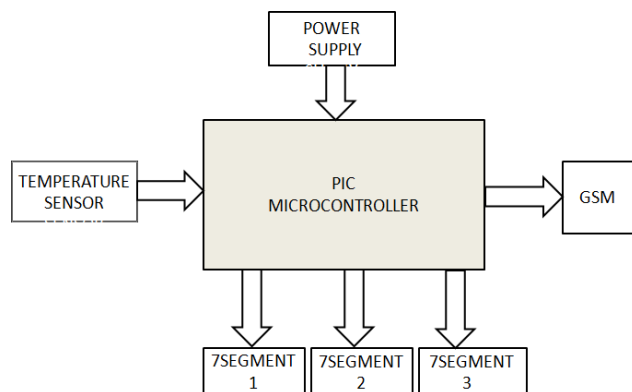 POWER
SUPPLY
TEMPERATURE
SENSOR
PIC
MICROCONTROLLER
GSM
7SEGMENT
1
7SEGMENT
2
7SEGMENT
3